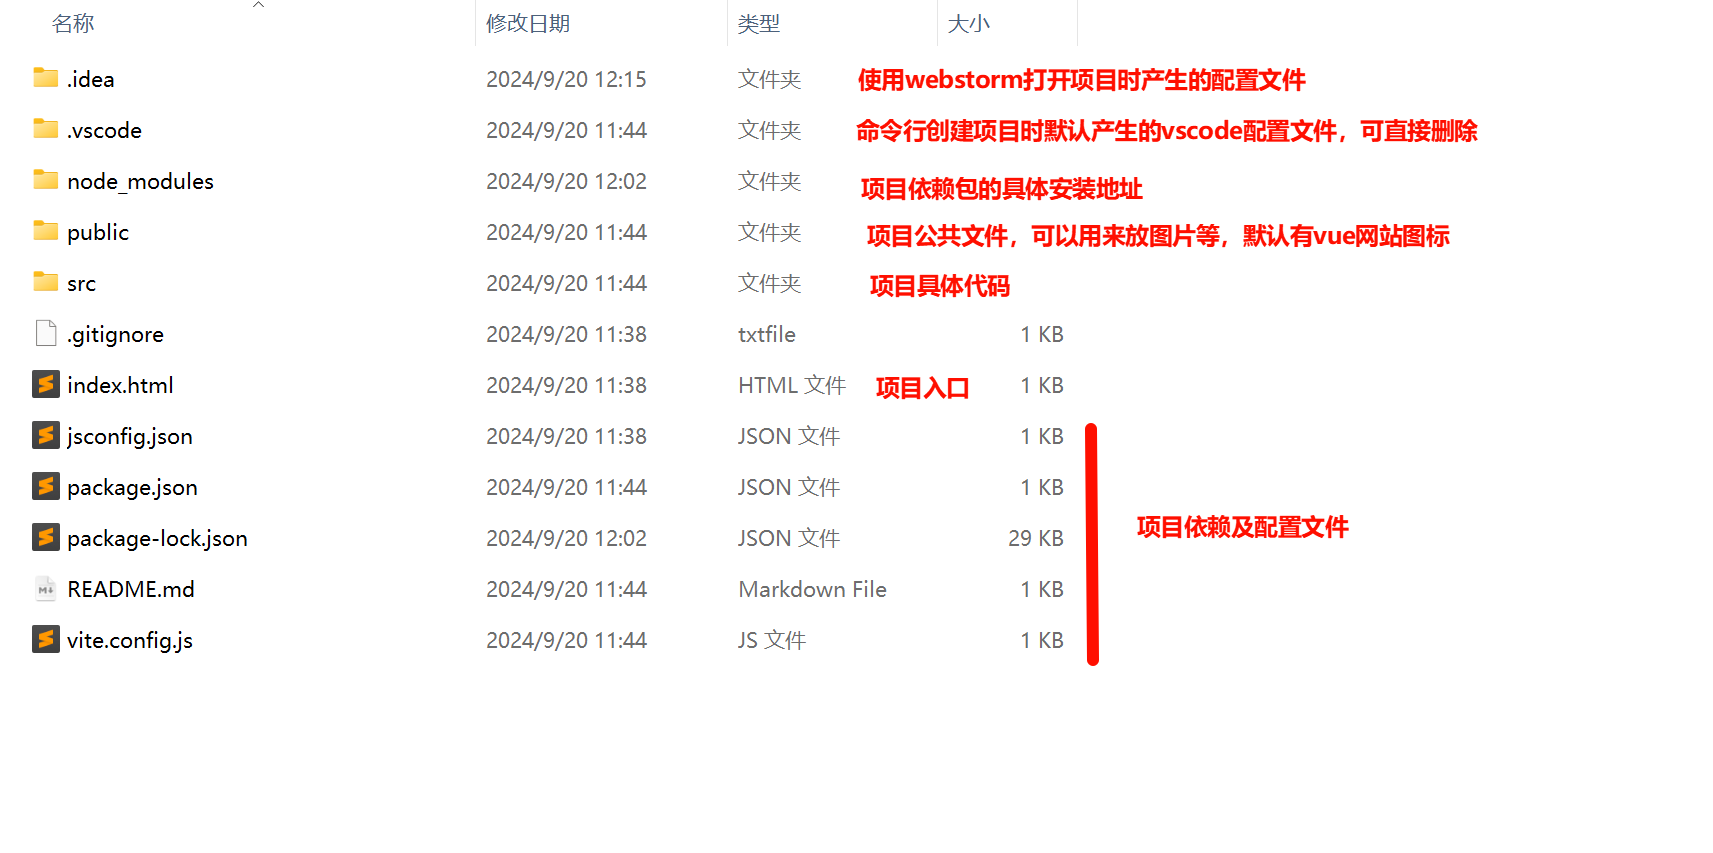 名称 修改日期 类型 大小
.idea 2024/9/20 12:15 文件夹 使用webstorm打开项目时产生的配置文件
.vscode 2024/9/20 11:44 文件夹 命令行创建项目时默认产生的vscode配置文件，可直接删除
node_modules 2024/9/20 12:02 文件夹 项目依赖包的具体安装地址
public 2024/9/20 11:44 文件夹 项目公共文件，可以用来放图片等，默认有vue网站图标
src 2024/9/20 11:44 文件夹 项目具体代码
.gitignore 2024/9/20 11:38 txtfile 1 KB
index.html 2024/9/20 11:38 HTML 文件 项目入口 1 KB
jsconfig.json 2024/9/20 11:38 JSON 文件 1 KB
package.json 2024/9/20 11:44 JSON 文件 1 KB
项目依赖及配置文件
package-lock.json 2024/9/20 12:02 JSON 文件 29 KB
README.md 2024/9/20 11:44 Markdown File 1 KB
vite.config.js 2024/9/20 11:44 JS 文件 1 KB